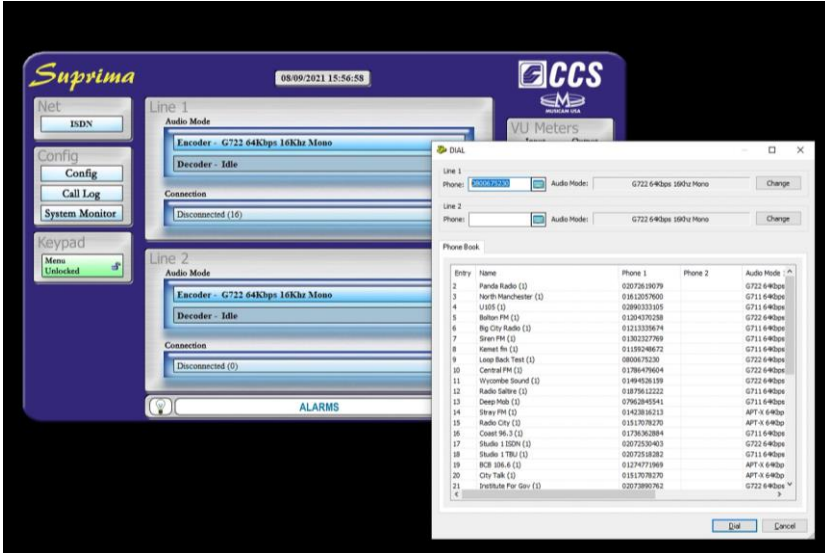 Suprima
08/09/2021 15:56:58
CCS
MUSICAM USA
Net
ISDN
Config
Config
Call Log
System Monitor
Keypad
Menu
Unlocked
Line 1
Audio Mode
Encoder - G722 64Kbps 16Khz Mono
Decoder - Idle
Connection
Disconnected (16)
Line 2
Audio Mode
Encoder - G722 64Kbps 16Khz Mono
Decoder - Idle
Connection
Disconnected (0)
ALARMS
VU Meters
DIAL
Line 1
Phone: 0800675230 Audio Mode: G722 64Kbps 16Khz Mono Change
Line 2
Phone: Audio Mode: G722 64Kbps 16Khz Mono Change
Phone Book
Entry Name Phone 1 Phone 2 Audio Mode
2 Panda Radio (1) 02072619079 G722 64Kbps
3 North Manchester (1) 01612057600 G722 64Kbps
4 U105 (1) 02890333105 G722 64Kbps
5 Bolton FM (1) 01204370258 G722 64Kbps
6 Big City Radio (1) 01213335674 G711 64Kbps
7 Siren FM (1) 01302327769 G711 64Kbps
8 Kemet fm (1) 01159248672 G711 64Kbps
9 Loop Back Test (1) 0800675230 G722 64Kbps
10 Central FM (1) 01786479604 G722 64Kbps
11 Wycombe Sound (1) 01494526159 G722 64Kbps
12 Radio Saltire (1) 01875612222 G722 64Kbps
13 Deep Mob (1) 07962845541 G711 64Kbps
14 Stray FM (1) 01423816213 APT-X 64Kbp
15 Radio City (1) 01517078270 APT-X 64Kbp
16 Coast 96.3 (1) 01736362884 G711 64Kbps
17 Studio 1 ISDN (1) 02072530403 G722 64Kbps
18 Studio 1 TBU (1) 02072518282 G711 64Kbps
19 BCB 106.6 (1) 01274771969 APT-X 64Kbp
20 City Talk (1) 01517078270 APT-X 64Kbp
21 Institute For Gov (1) 02073890762 G722 64Kbps
Dial Cancel